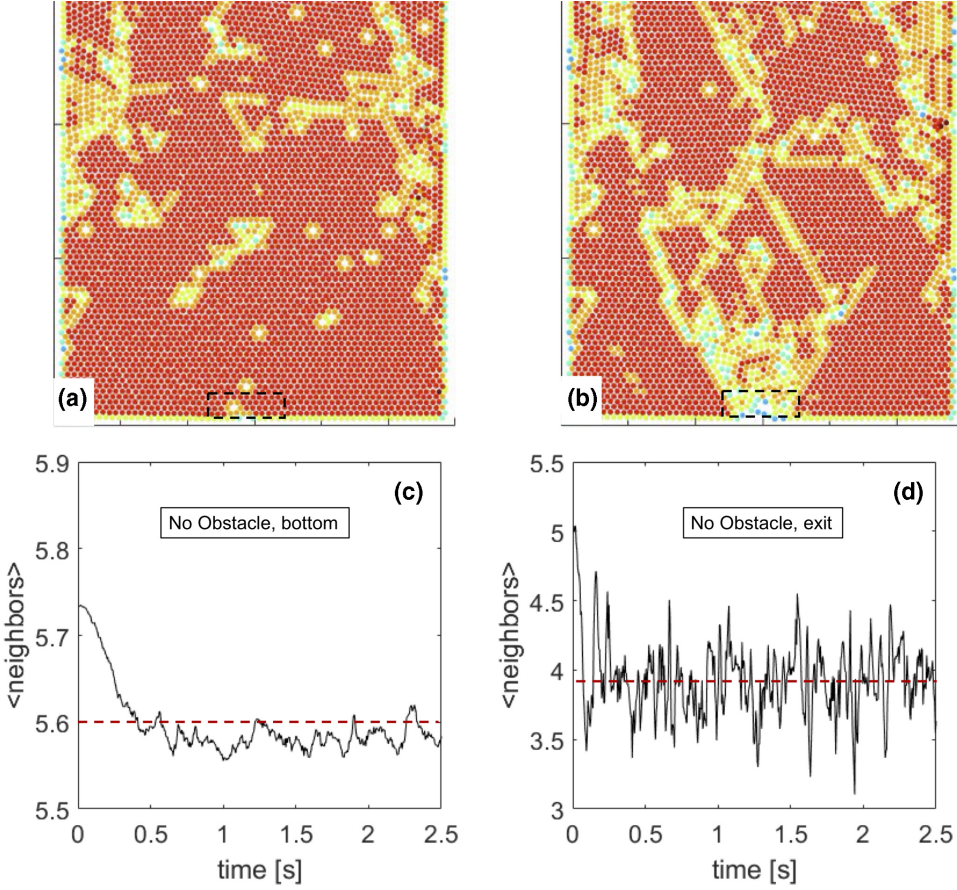 (a)
(b)
5.9
5.8
5.7
5.6
5.5
<neighbors>
No Obstacle, bottom
(c)
0
0.5
1
1.5
2
2.5
time [s]
5.5
5
4.5
4
3.5
3
<neighbors>
No Obstacle, exit
(d)
0
0.5
1
1.5
2
2.5
time [s]